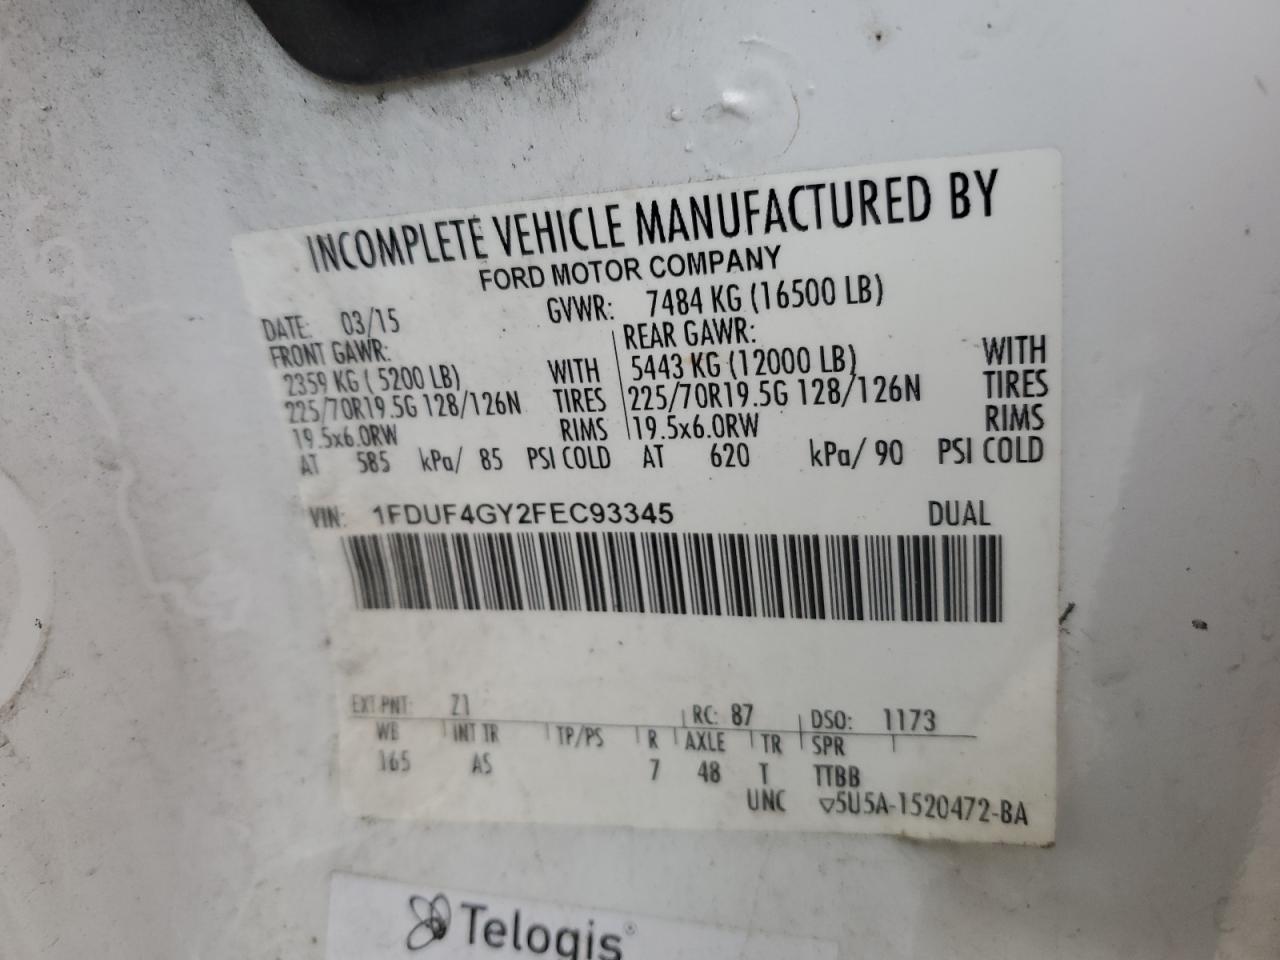 INCOMPLETE VEHICLE MANUFACTURED BY
FORD MOTOR COMPANY
DATE: 03/15 GVWR: 7484 KG (16500 LB)
FRONT GAWR: REAR GAWR:
2359 KG ( 5200 LB) WITH 5443 KG (12000 LB) WITH
225/70R19.5G 128/126N TIRES 225/70R19.5G 128/126N TIRES
19.5x6.0RW RIMS 19.5x6.0RW RIMS
AT 585 kPa/ 85 PSI COLD AT 620 kPa/ 90 PSI COLD
VIN: 1FDUF4GY2FEC93345 DUAL
EXT PNT: Z1 RC: 87 DSO: 1173
WB INT TR TP/PS R AXLE TR SPR
165 AS 7 48 T TTBB
UNC ▽5U5A-1520472-BA
Telogis®